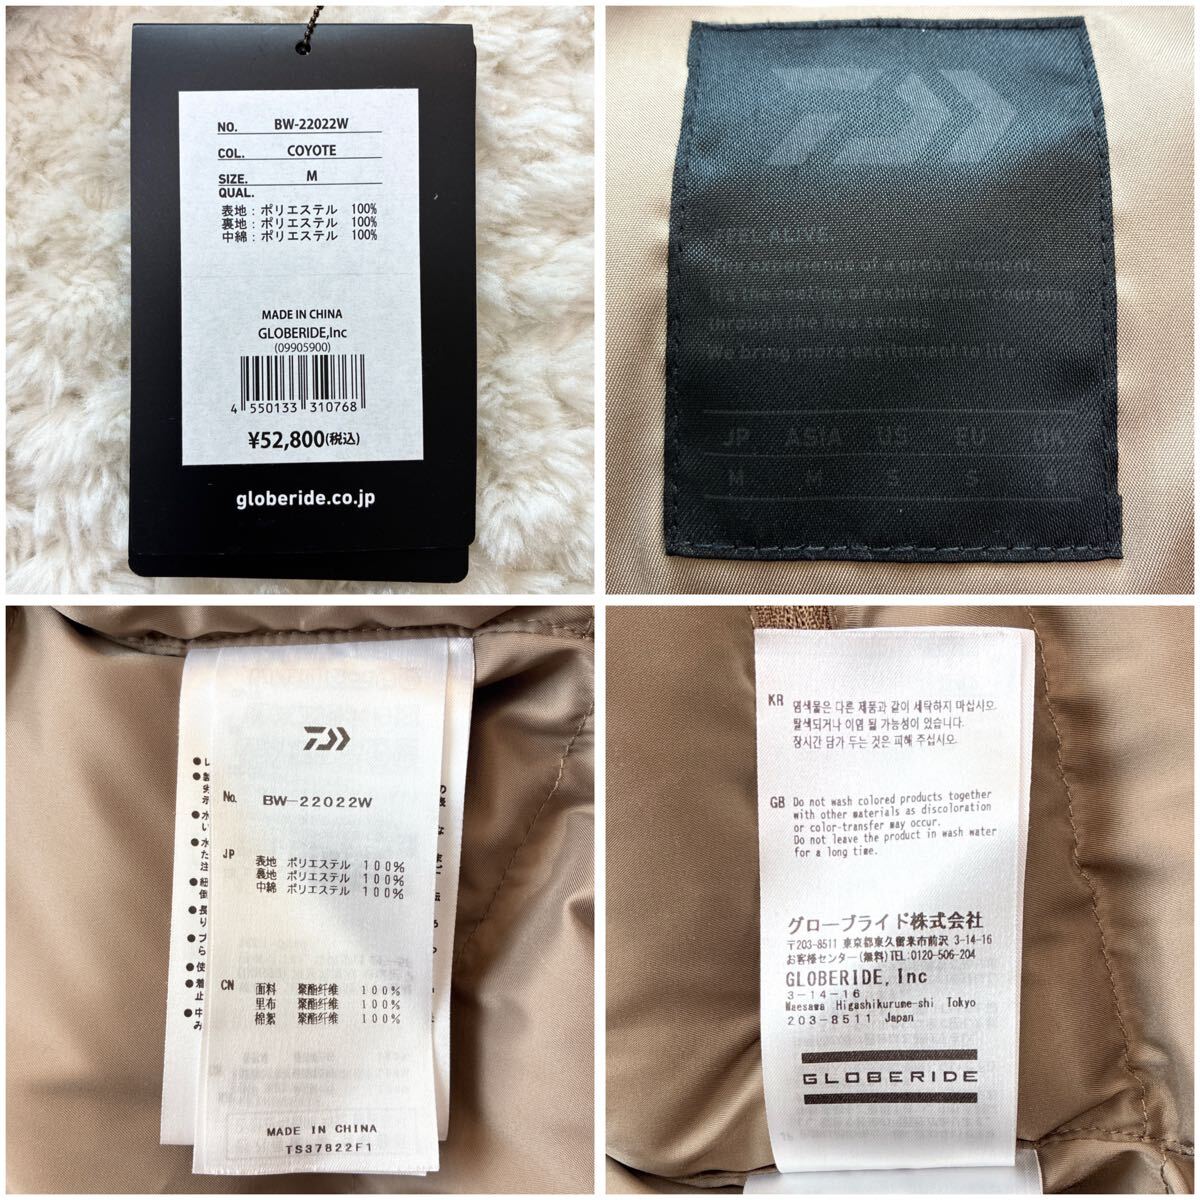 NO. BW-22022W
COL. COYOTE
SIZE. M
QUAL.
表地:ポリエステル 100%
裏地:ポリエステル 100%
中綿:ポリエステル 100%
MADE IN CHINA
GLOBERIDE,Inc
(09905900)
4 550133 310768
¥52,800(税込)
globeride.co.jp
ALIVE
The experience of a great moment.
through the five senses.
JP ASIA US
M M S S S
No. BW-22022W
JP 表地 ポリエステル 100%
裏地 ポリエステル 100%
中綿 ポリエステル 100%
CN 面料 聚酯纤维 100%
里布 聚酯纤维 100%
棉絮 聚酯纤维 100%
MADE IN CHINA
TS37822F1
KR 염색물은 다른 제품과 같이 세탁하지 마십시오.
탈색되거나 이염 될 가능성이 있습니다.
장시간 담가 두는 것은 피해 주십시오.
GB Do not wash colored products together
with other materials as discoloration
or color-transfer may occur.
Do not leave the product in wash water
for a long time.
グローブライド株式会社
〒203-8511 東京都東久留米市前沢 3-14-16
お客様センター(無料)TEL:0120-506-204
GLOBERIDE, Inc
3-14-16
Maesawa Higashikurume-shi Tokyo
203-8511 Japan
GLOBERIDE